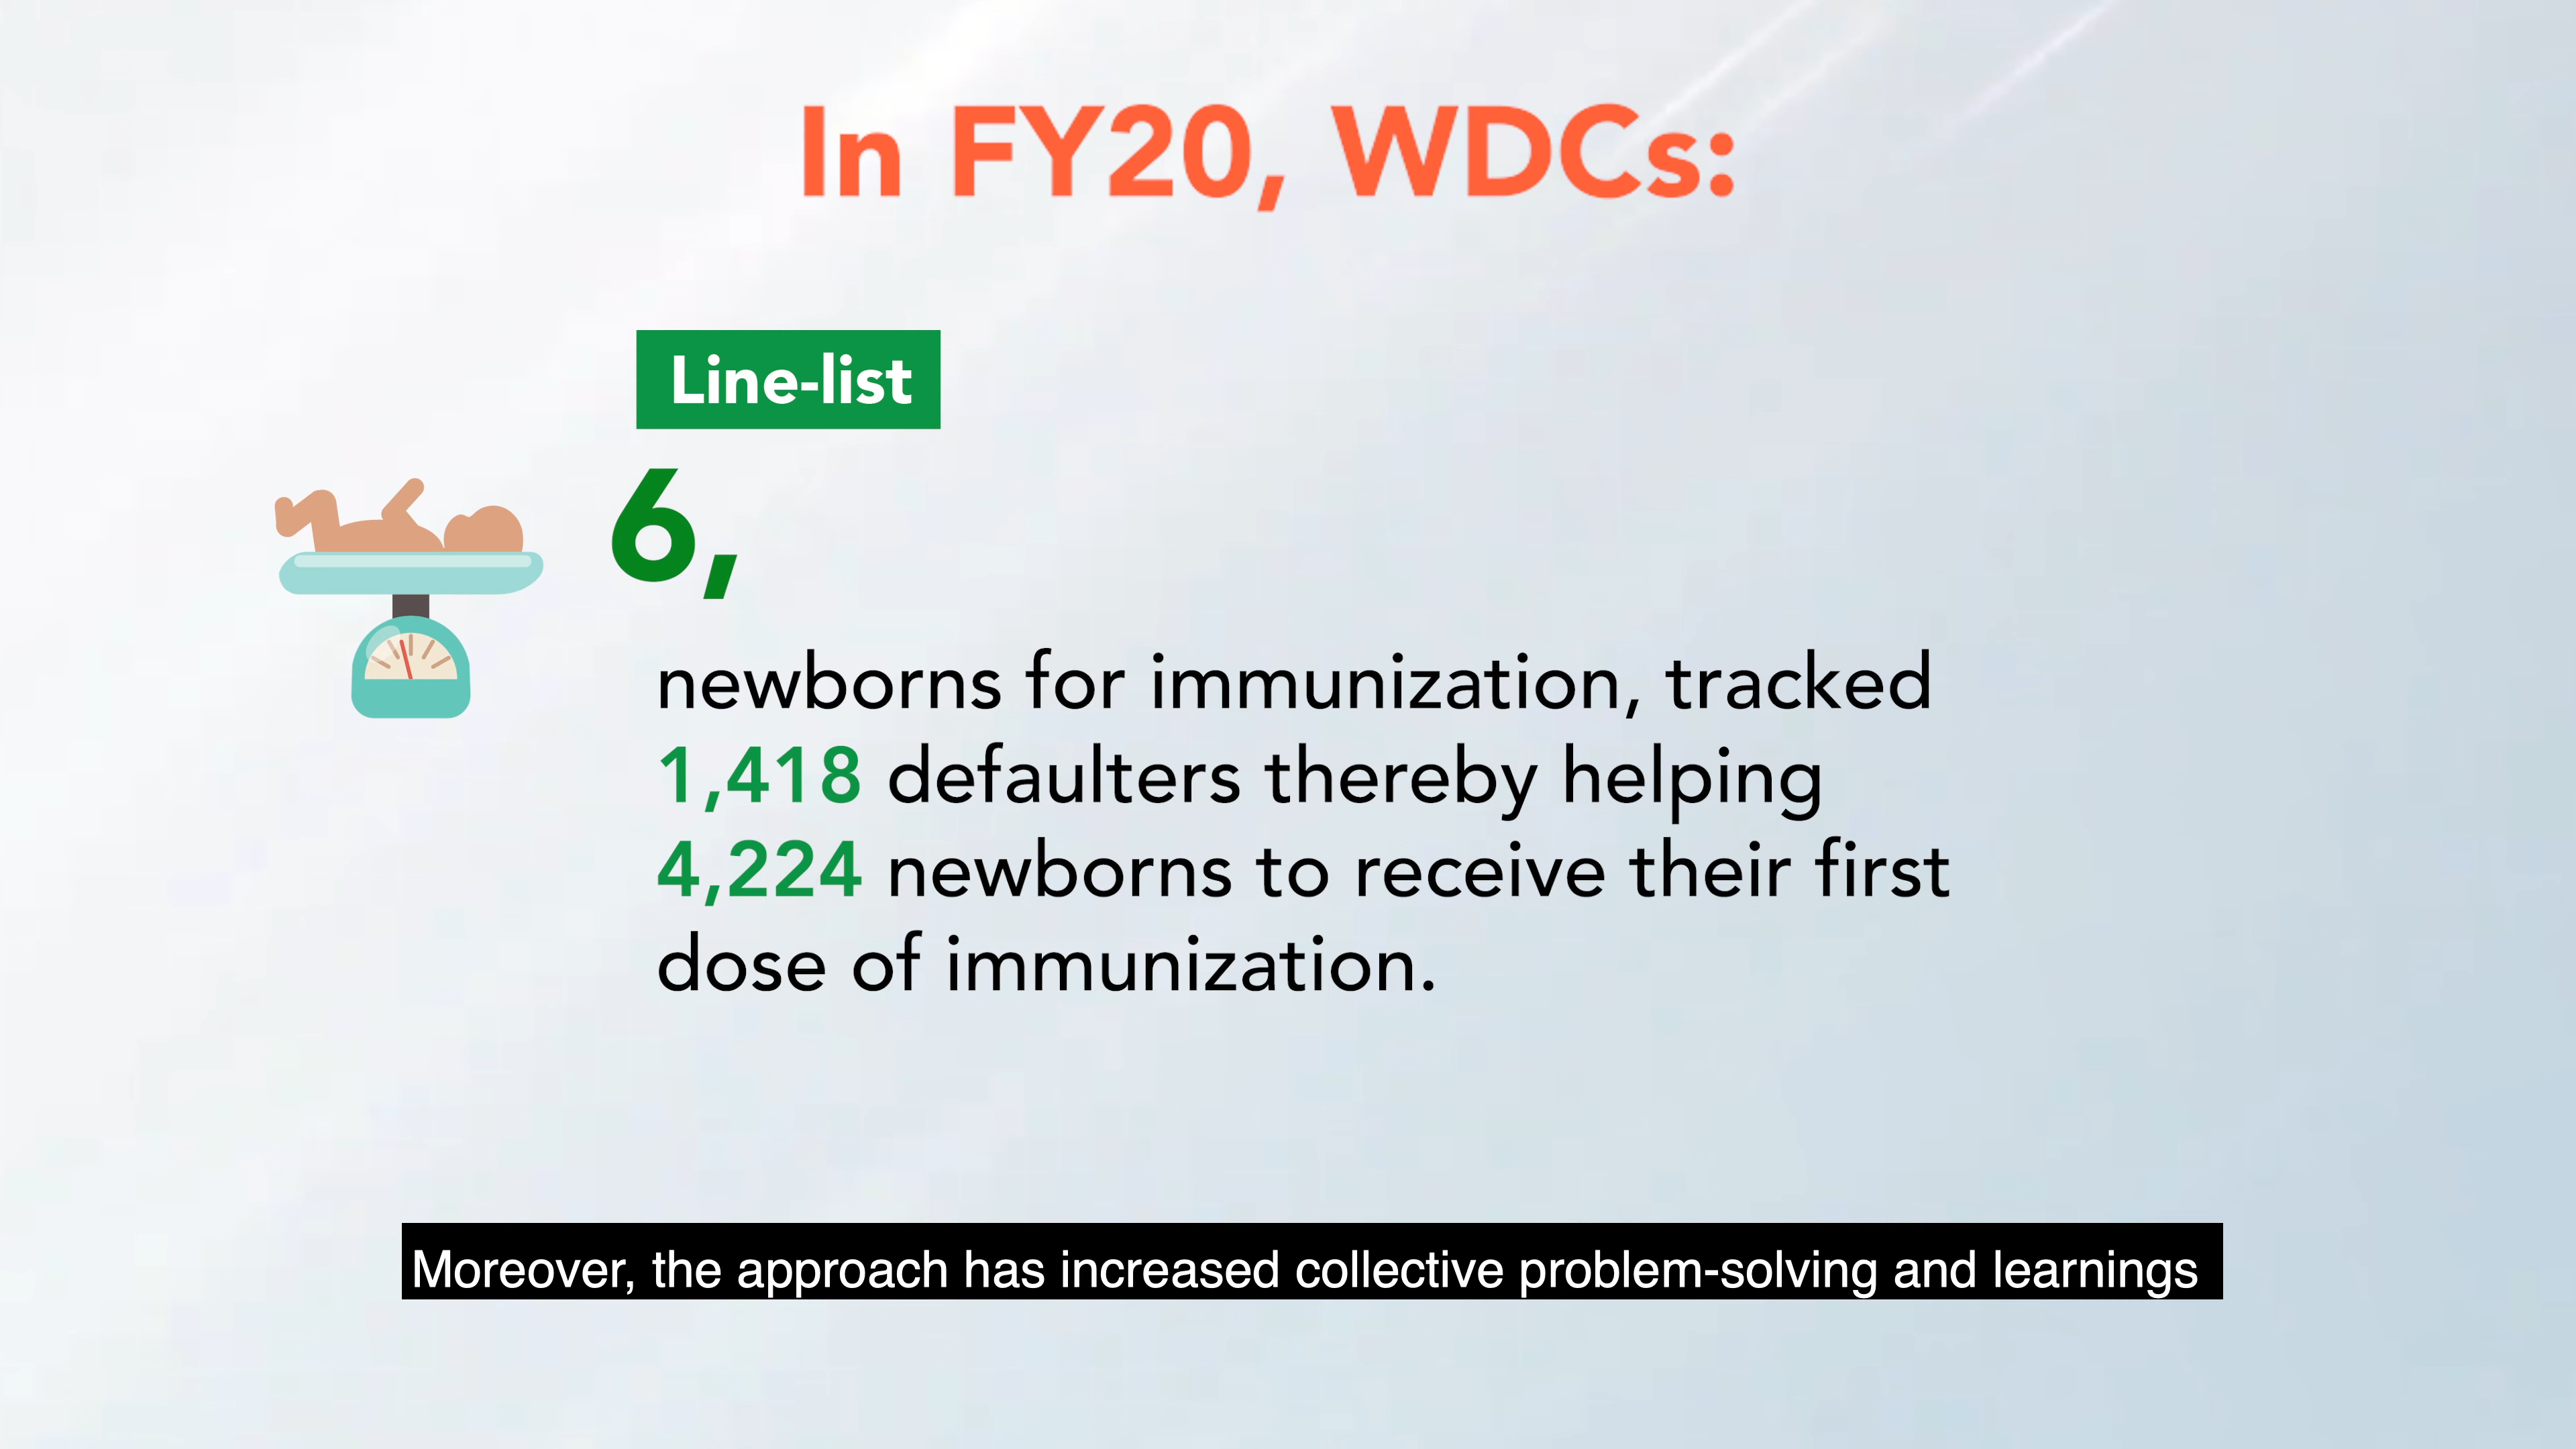 In FY20, WDCs:
Line-list
6,
newborns for immunization, tracked
1,418 defaulters thereby helping
4,224 newborns to receive their first
dose of immunization.
Moreover, the approach has increased collective problem-solving and learnings